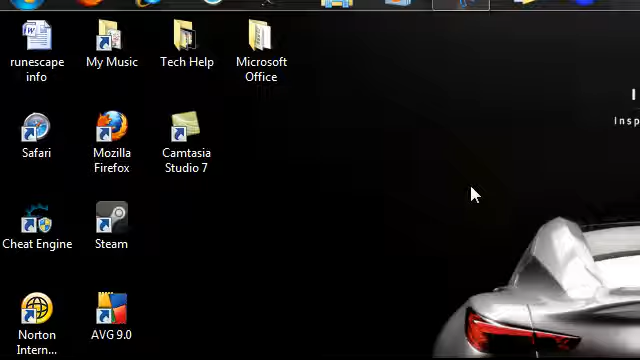 runescape
info
My Music
Tech Help
Microsoft
Office
I
Insp
Safari
Mozilla
Firefox
Camtasia
Studio 7
Cheat Engine
Steam
Norton
Intern...
AVG 9.0